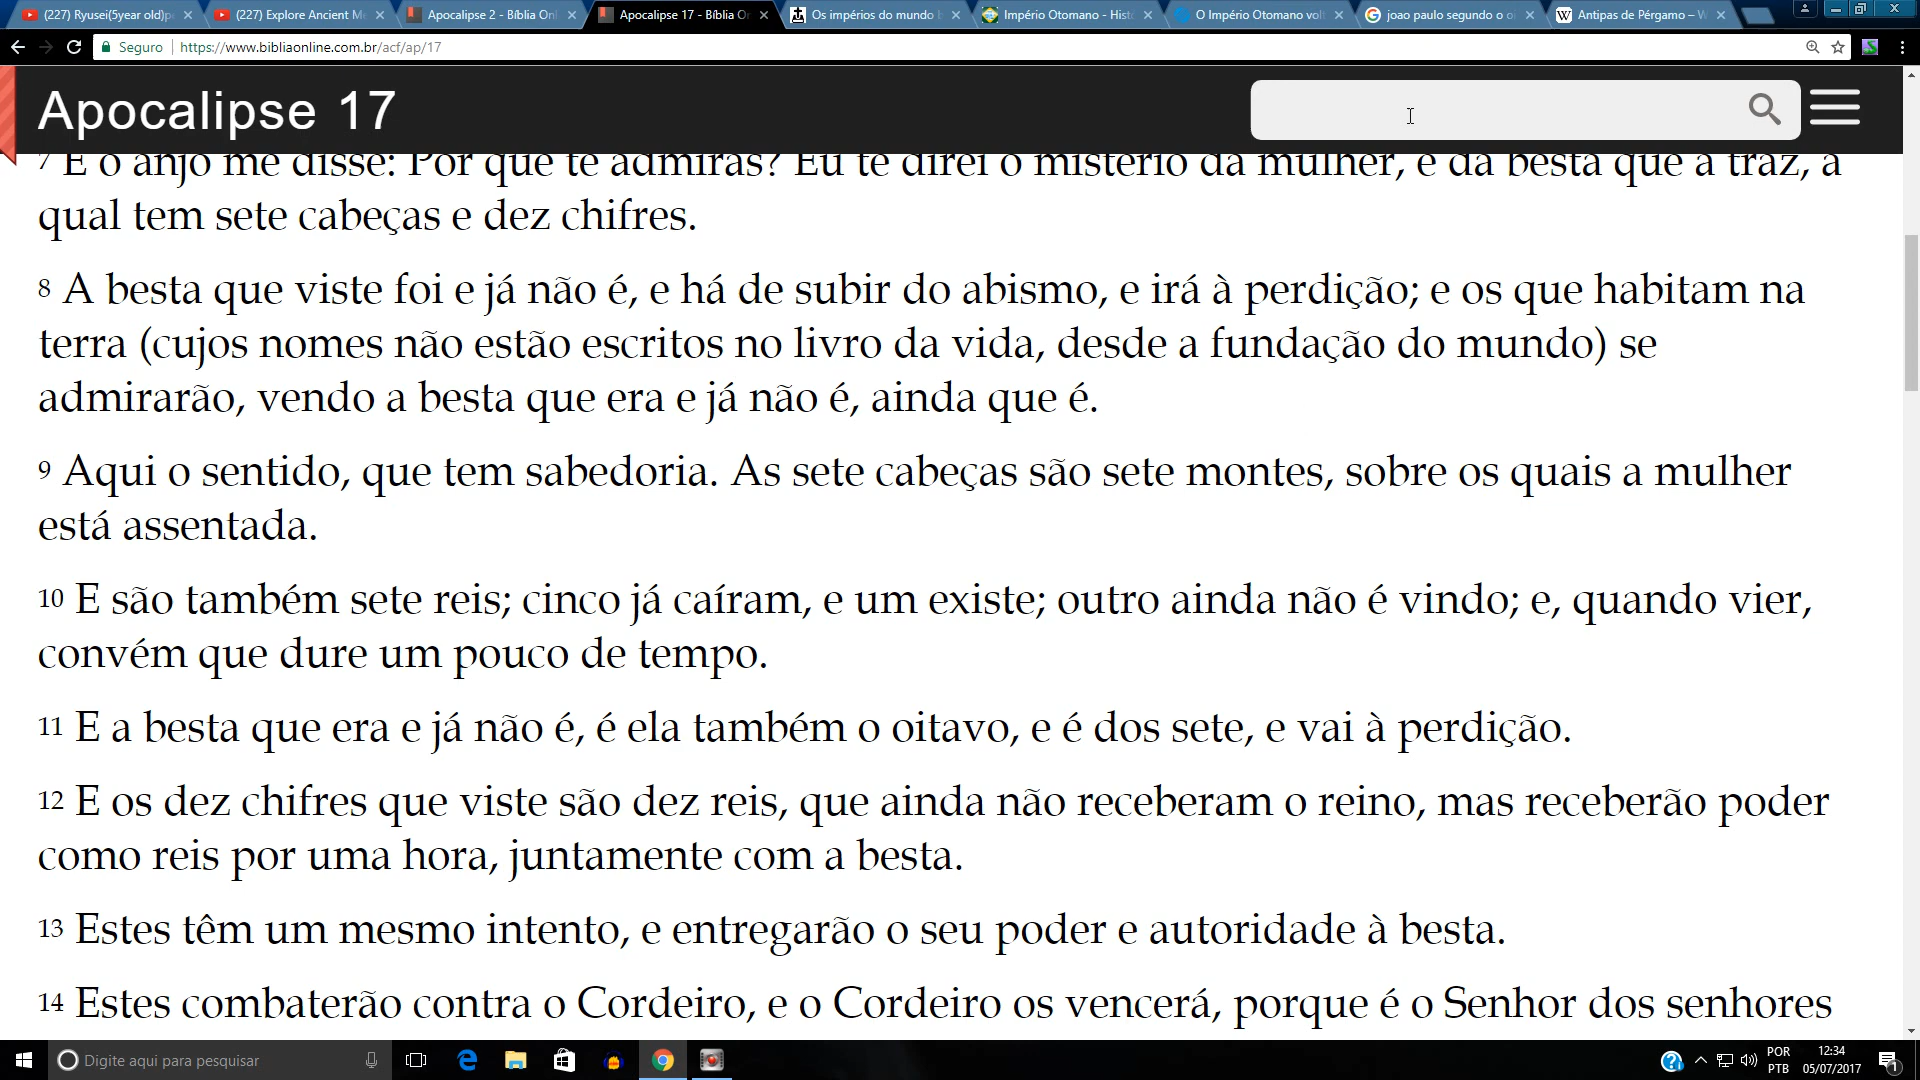 (227) Ryusei(5year old)p
(227) Explore Ancient M
Apocalipse 2 - Bíblia Onl
Apocalipse 17 - Bíblia O
Os impérios do mundo b
Império Otomano - Hist
O Império Otomano volt
joao paulo segundo o o
Antipas de Pérgamo – W
Seguro
https://www.bibliaonline.com.br/acf/ap/17
Apocalipse 17
7 E o anjo me disse: Por que te admiras? Eu te direi o mistério da mulher, e da besta que a traz, a
qual tem sete cabeças e dez chifres.
8 A besta que viste foi e já não é, e há de subir do abismo, e irá à perdição; e os que habitam na
terra (cujos nomes não estão escritos no livro da vida, desde a fundação do mundo) se
admirarão, vendo a besta que era e já não é, ainda que é.
9 Aqui o sentido, que tem sabedoria. As sete cabeças são sete montes, sobre os quais a mulher
está assentada.
10 E são também sete reis; cinco já caíram, e um existe; outro ainda não é vindo; e, quando vier,
convém que dure um pouco de tempo.
11 E a besta que era e já não é, é ela também o oitavo, e é dos sete, e vai à perdição.
12 E os dez chifres que viste são dez reis, que ainda não receberam o reino, mas receberão poder
como reis por uma hora, juntamente com a besta.
13 Estes têm um mesmo intento, e entregarão o seu poder e autoridade à besta.
14 Estes combaterão contra o Cordeiro, e o Cordeiro os vencerá, porque é o Senhor dos senhores
Digite aqui para pesquisar
POR
PTB
12:34
05/07/2017
1